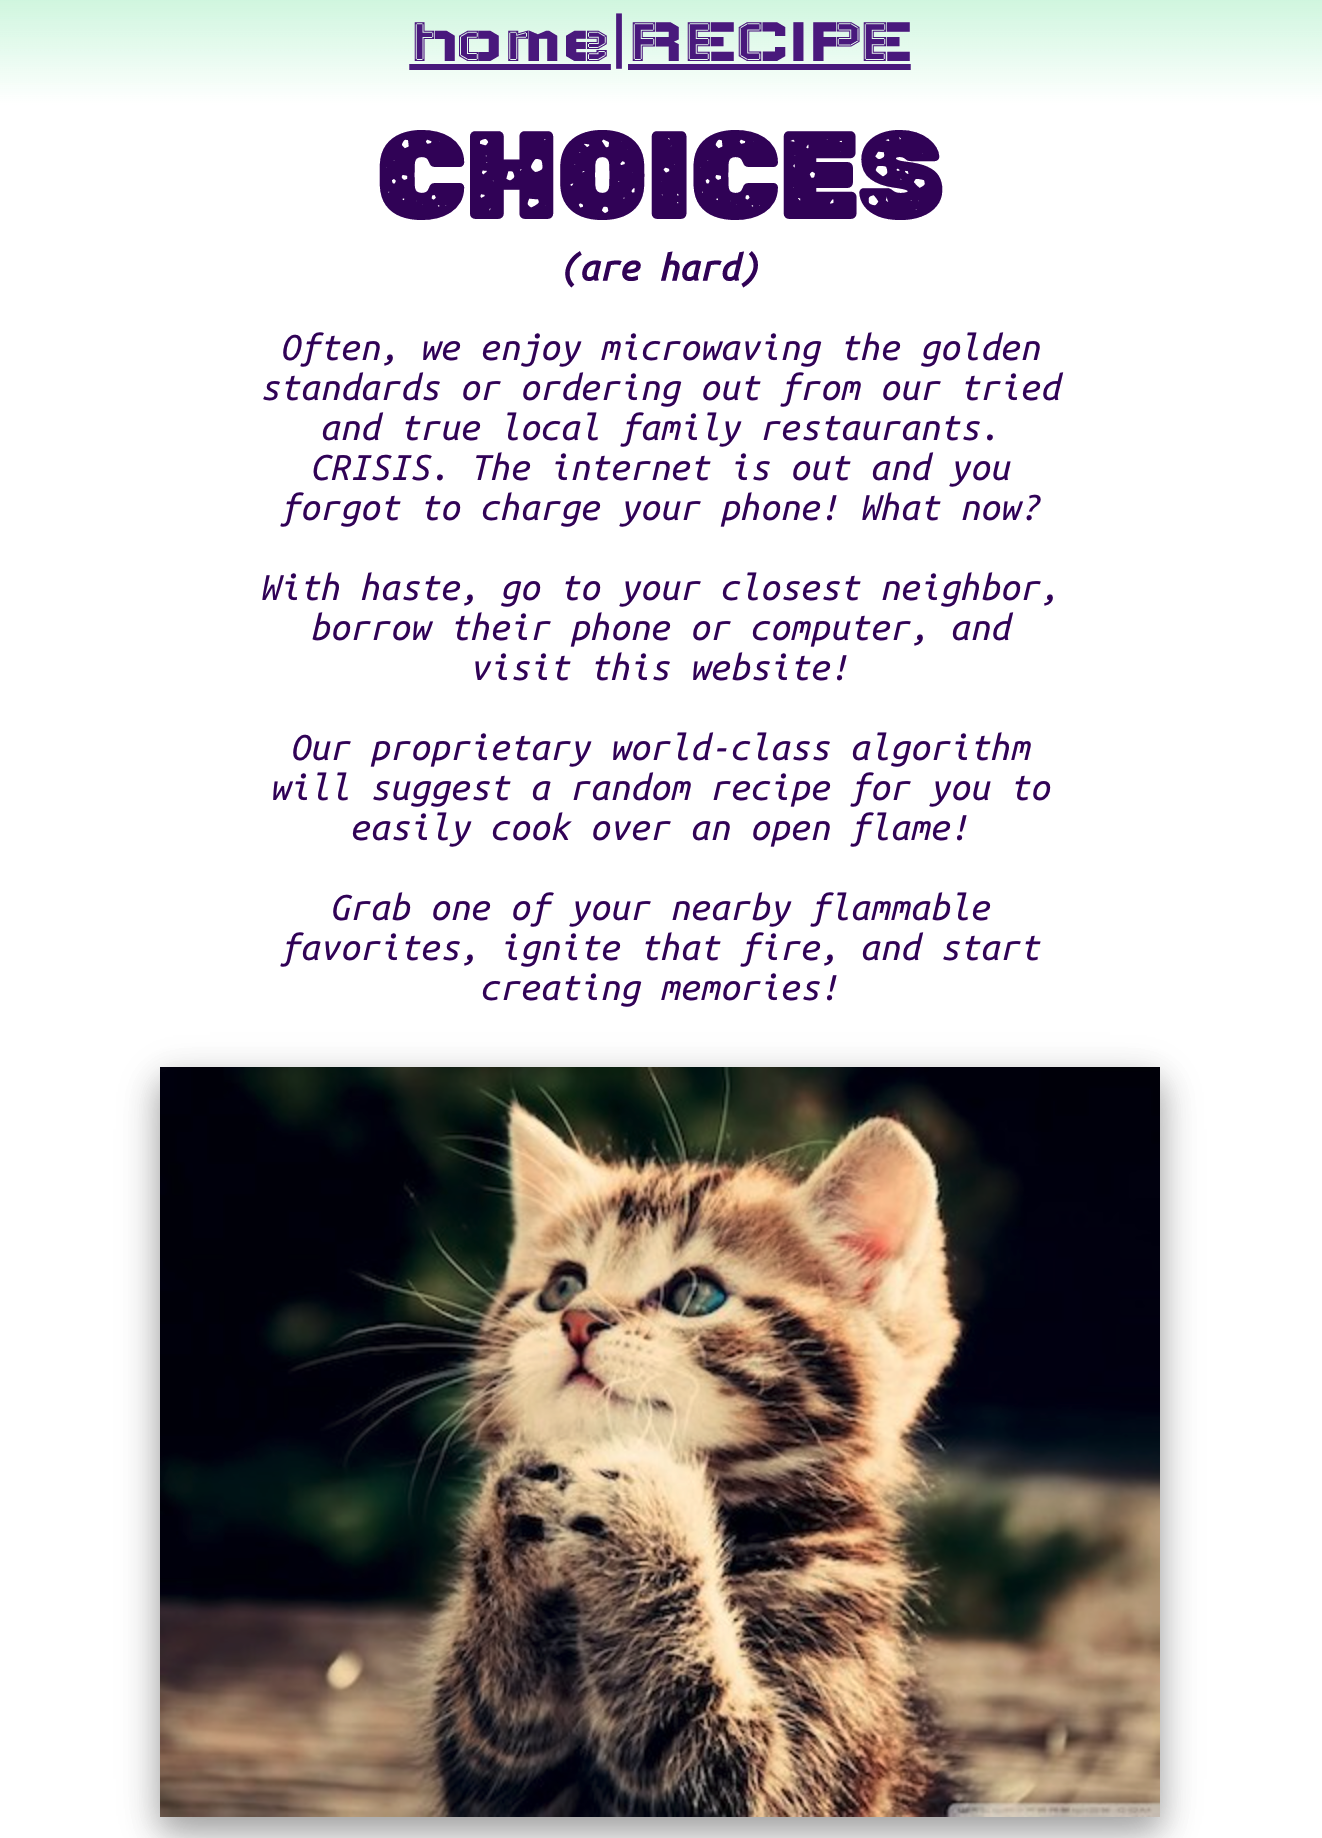 home|RECIPE
CHOICES
(are hard)
Often, we enjoy microwaving the golden
standards or ordering out from our tried
and true local family restaurants.
CRISIS. The internet is out and you
forgot to charge your phone! What now?
With haste, go to your closest neighbor,
borrow their phone or computer, and
visit this website!
Our proprietary world-class algorithm
will suggest a random recipe for you to
easily cook over an open flame!
Grab one of your nearby flammable
favorites, ignite that fire, and start
creating memories!